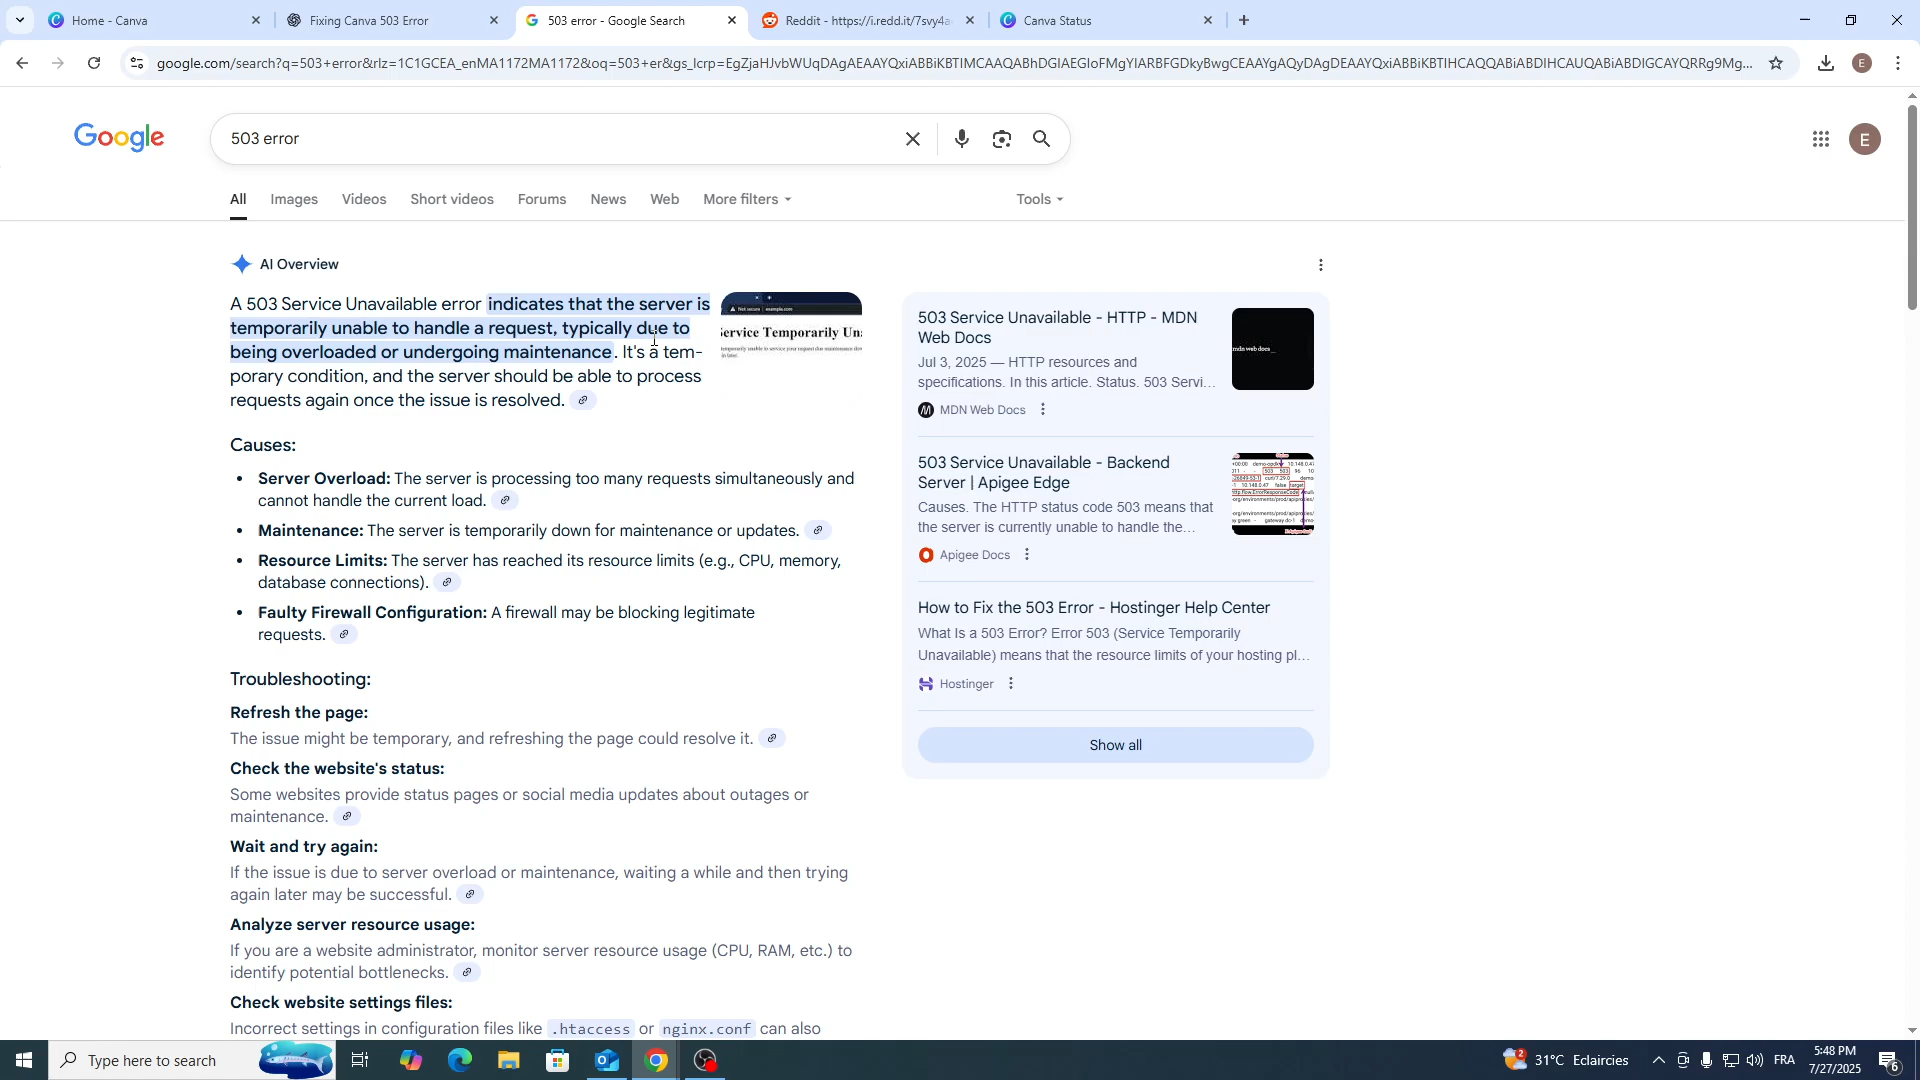 Home - Canva
Fixing Canva 503 Error
503 error - Google Search
Reddit - https://i.redd.it/7svy4a
Canva Status
google.com/search?q=503+error&rlz=1C1GCEA_enMA1172MA1172&oq=503+er&gs_lcrp=EgZjaHJvbWUqDAgAEAAYQxiABBiKBTIMCAAQABhDGIAEGIoFMgYIARBFGDkyBwgCEAAYgAQyDAgDEAAYQxiABBiKBTIHCAQQABiABDIHCAUQABiABDIGCAYQRRg9Mg...
E
Google
503 error
E
All
Images
Videos
Short videos
Forums
News
Web
More filters
Tools
AI Overview
A 503 Service Unavailable error indicates that the server is
temporarily unable to handle a request, typically due to
being overloaded or undergoing maintenance. It's a tem-
porary condition, and the server should be able to process
requests again once the issue is resolved.
Not secure example.com
Service Temporarily Un
Causes:
• Server Overload: The server is processing too many requests simultaneously and
cannot handle the current load.
• Maintenance: The server is temporarily down for maintenance or updates.
• Resource Limits: The server has reached its resource limits (e.g., CPU, memory,
database connections).
• Faulty Firewall Configuration: A firewall may be blocking legitimate
requests.
Troubleshooting:
Refresh the page:
The issue might be temporary, and refreshing the page could resolve it.
Check the website's status:
Some websites provide status pages or social media updates about outages or
maintenance.
Wait and try again:
If the issue is due to server overload or maintenance, waiting a while and then trying
again later may be successful.
Analyze server resource usage:
If you are a website administrator, monitor server resource usage (CPU, RAM, etc.) to
identify potential bottlenecks.
Check website settings files:
Incorrect settings in configuration files like .htaccess or nginx.conf can also
503 Service Unavailable - HTTP - MDN
Web Docs
Jul 3, 2025 — HTTP resources and
specifications. In this article. Status. 503 Servi...
MDN Web Docs
mdn web docs_
503 Service Unavailable - Backend
Server | Apigee Edge
Causes. The HTTP status code 503 means that
the server is currently unable to handle the...
Apigee Docs
How to Fix the 503 Error - Hostinger Help Center
What Is a 503 Error? Error 503 (Service Temporarily
Unavailable) means that the resource limits of your hosting pl...
Hostinger
Show all
Type here to search
2
31°C Eclaircies
FRA
5:48 PM
7/27/2025
6